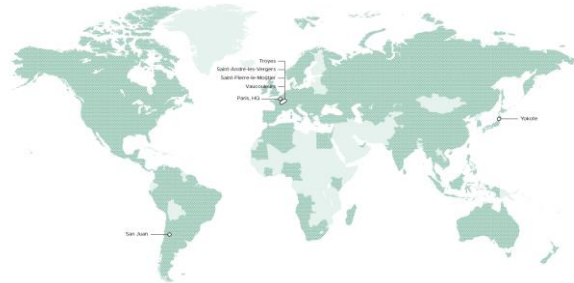 Troyes
Saint-André-les-Vergers
Saint-Pierre-le-Moûtier
Vaucouleurs
Paris, HQ
Yokote
San Juan